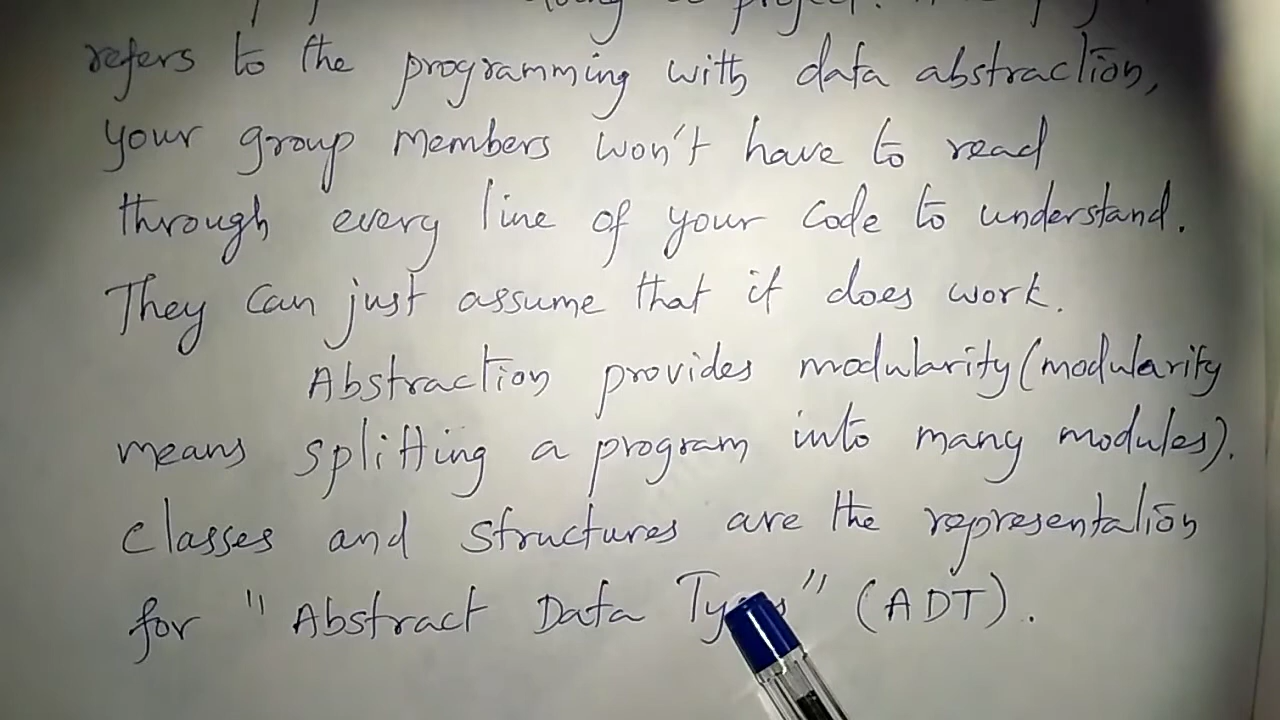 doing a project.
refers to the programming with data abstraction,
your group members won't have to read
through every line of your code to understand.
They can just assume that it does work.
Abstraction provides modularity (modularity
means splitting a program into many modules).
Classes and structures are the representation
for "Abstract Data " (ADT).